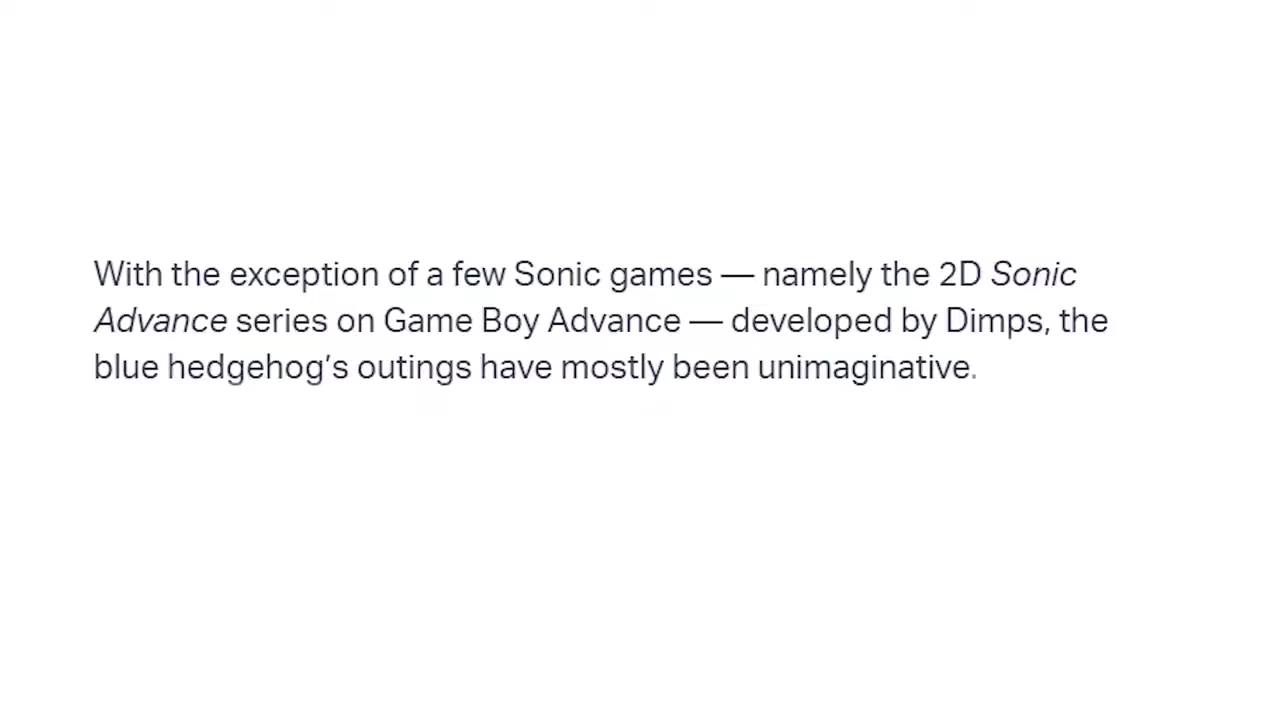 With the exception of a few Sonic games — namely the 2D Sonic
Advance series on Game Boy Advance — developed by Dimps, the
blue hedgehog’s outings have mostly been unimaginative.